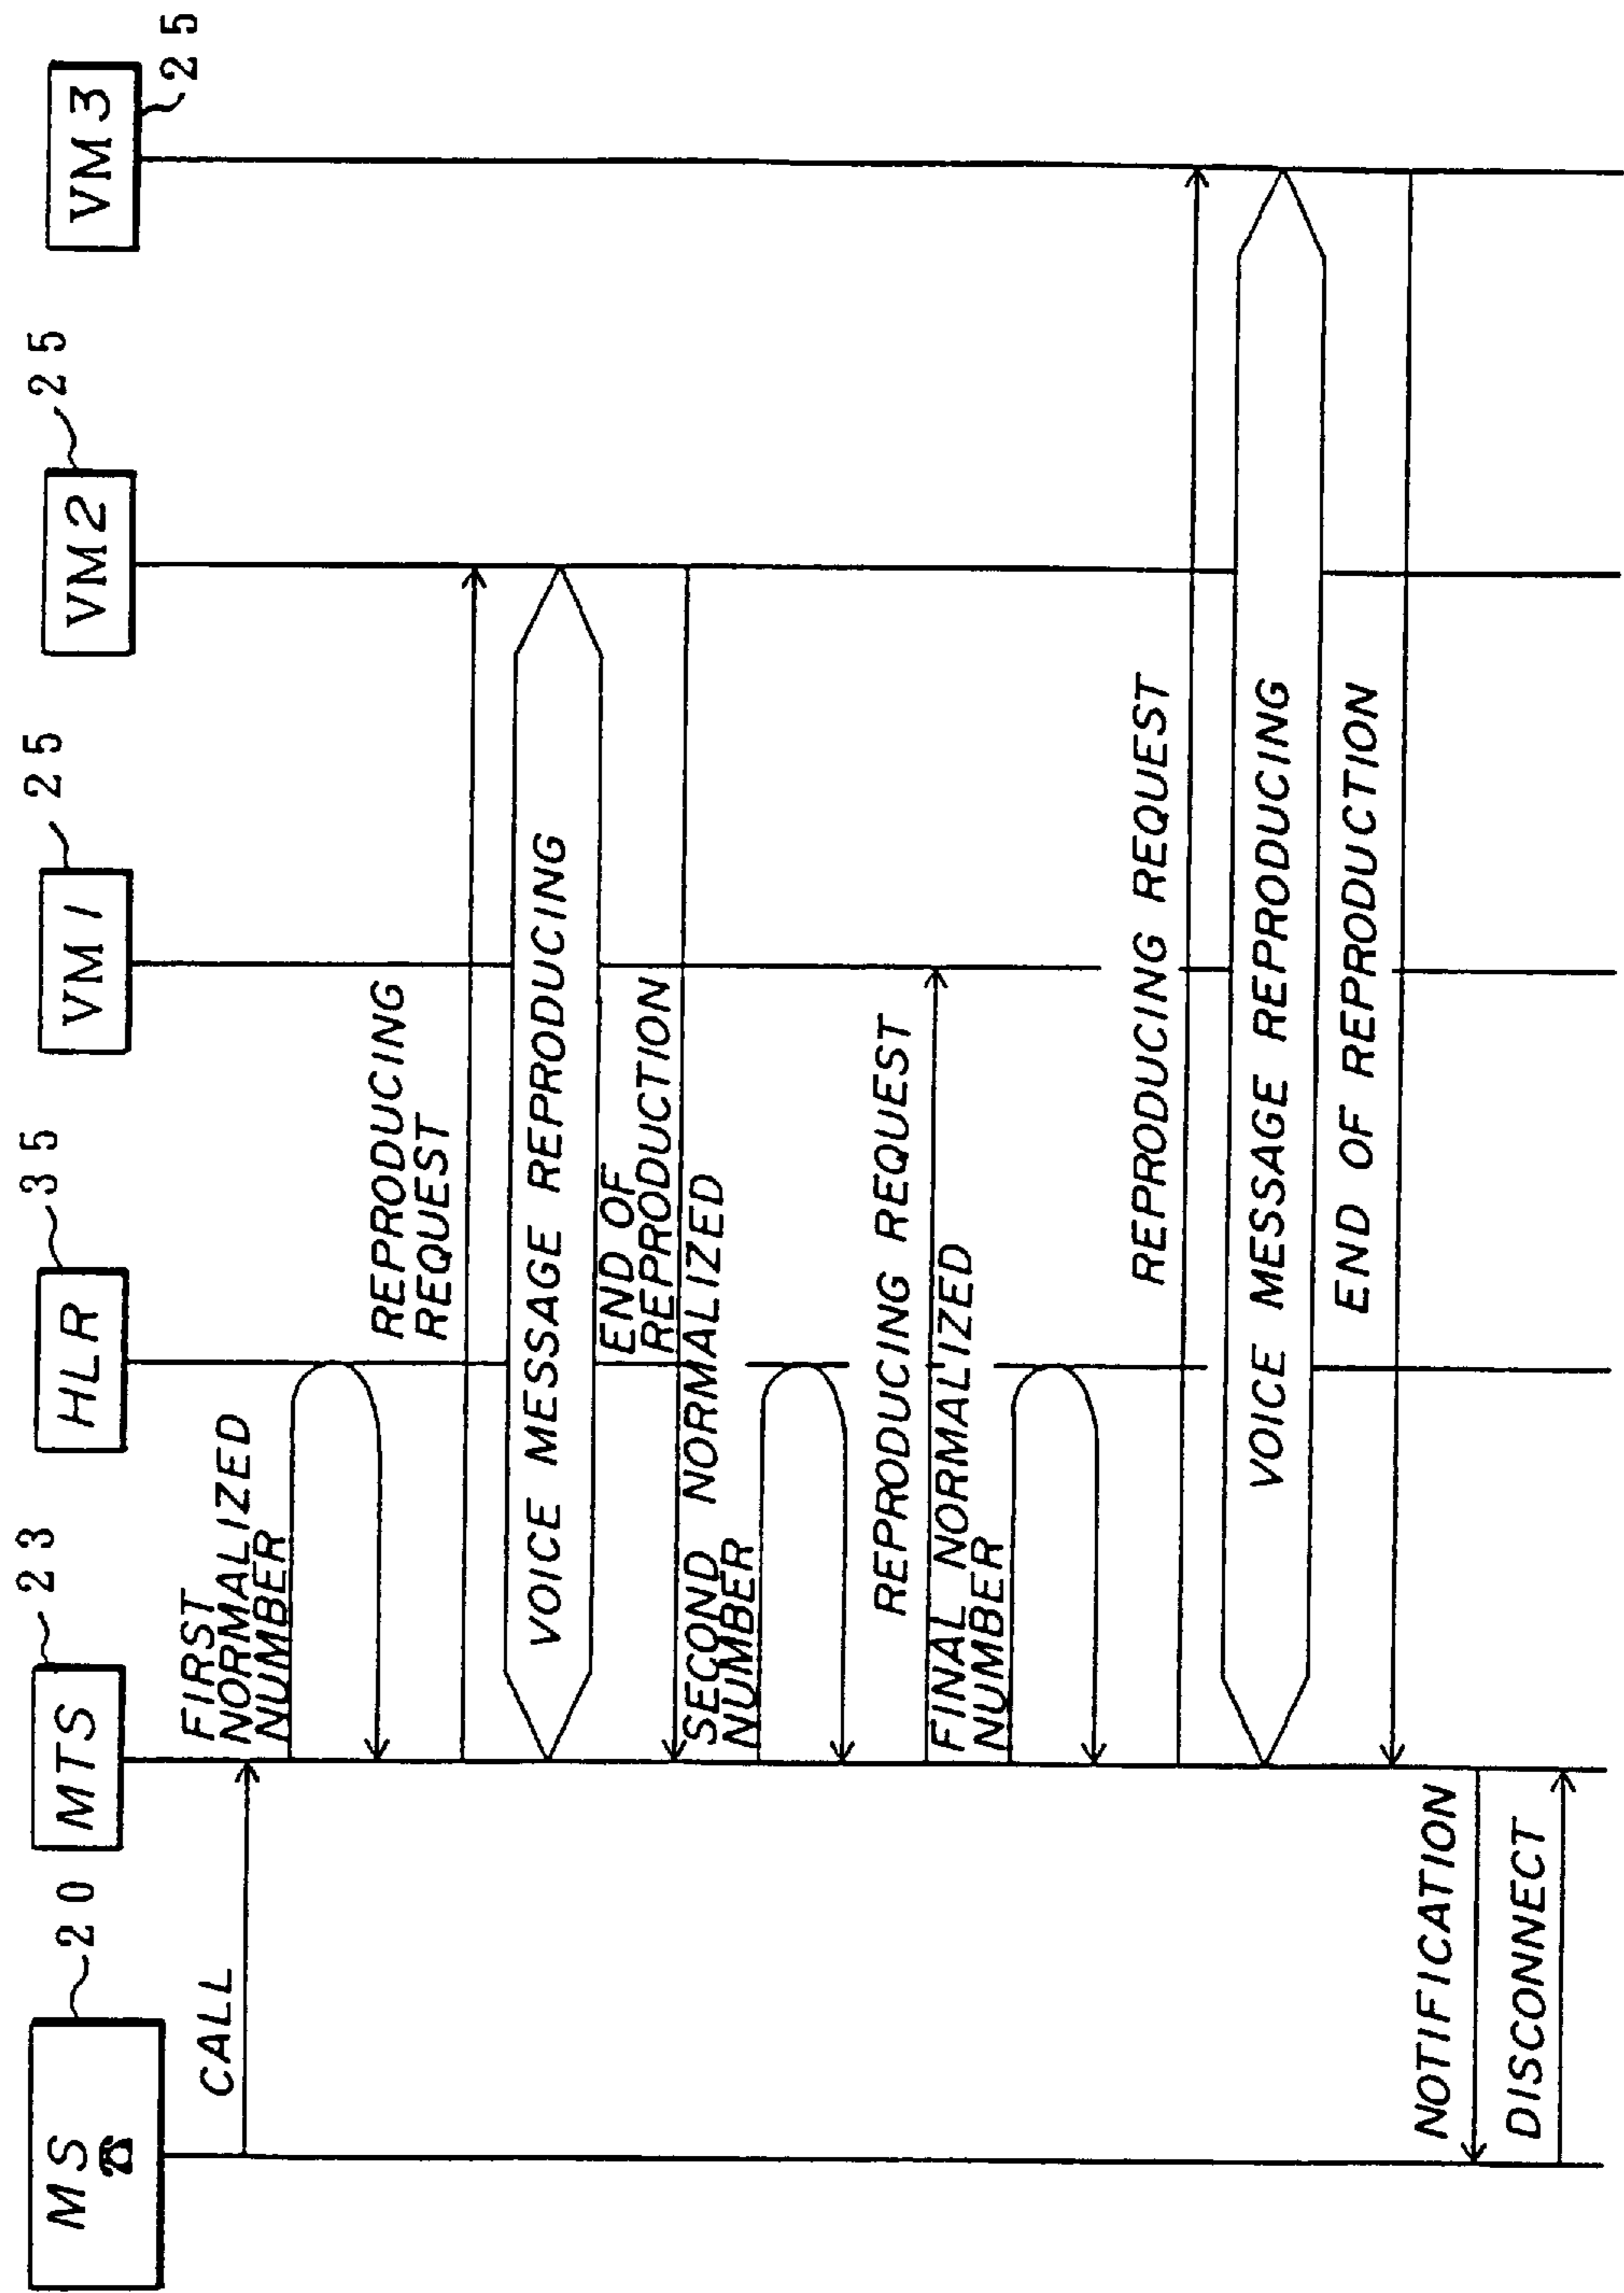 MS
20
MTS
23
HLR
35
VM1
25
VM2
25
VM3
25
CALL
FIRST
NORMALIZED
NUMBER
REPRODUCING
REQUEST
VOICE MESSAGE REPRODUCING
END OF
REPRODUCTION
SECOND NORMALIZED
NUMBER
REPRODUCING REQUEST
FINAL NORMALIZED
NUMBER
REPRODUCING REQUEST
VOICE MESSAGE REPRODUCING
END OF REPRODUCTION
NOTIFICATION
DISCONNECT